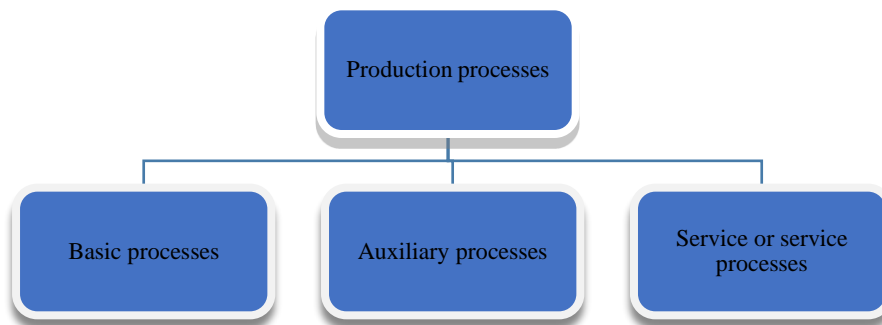 Production processes
Basic processes
Auxiliary processes
Service or service
processes